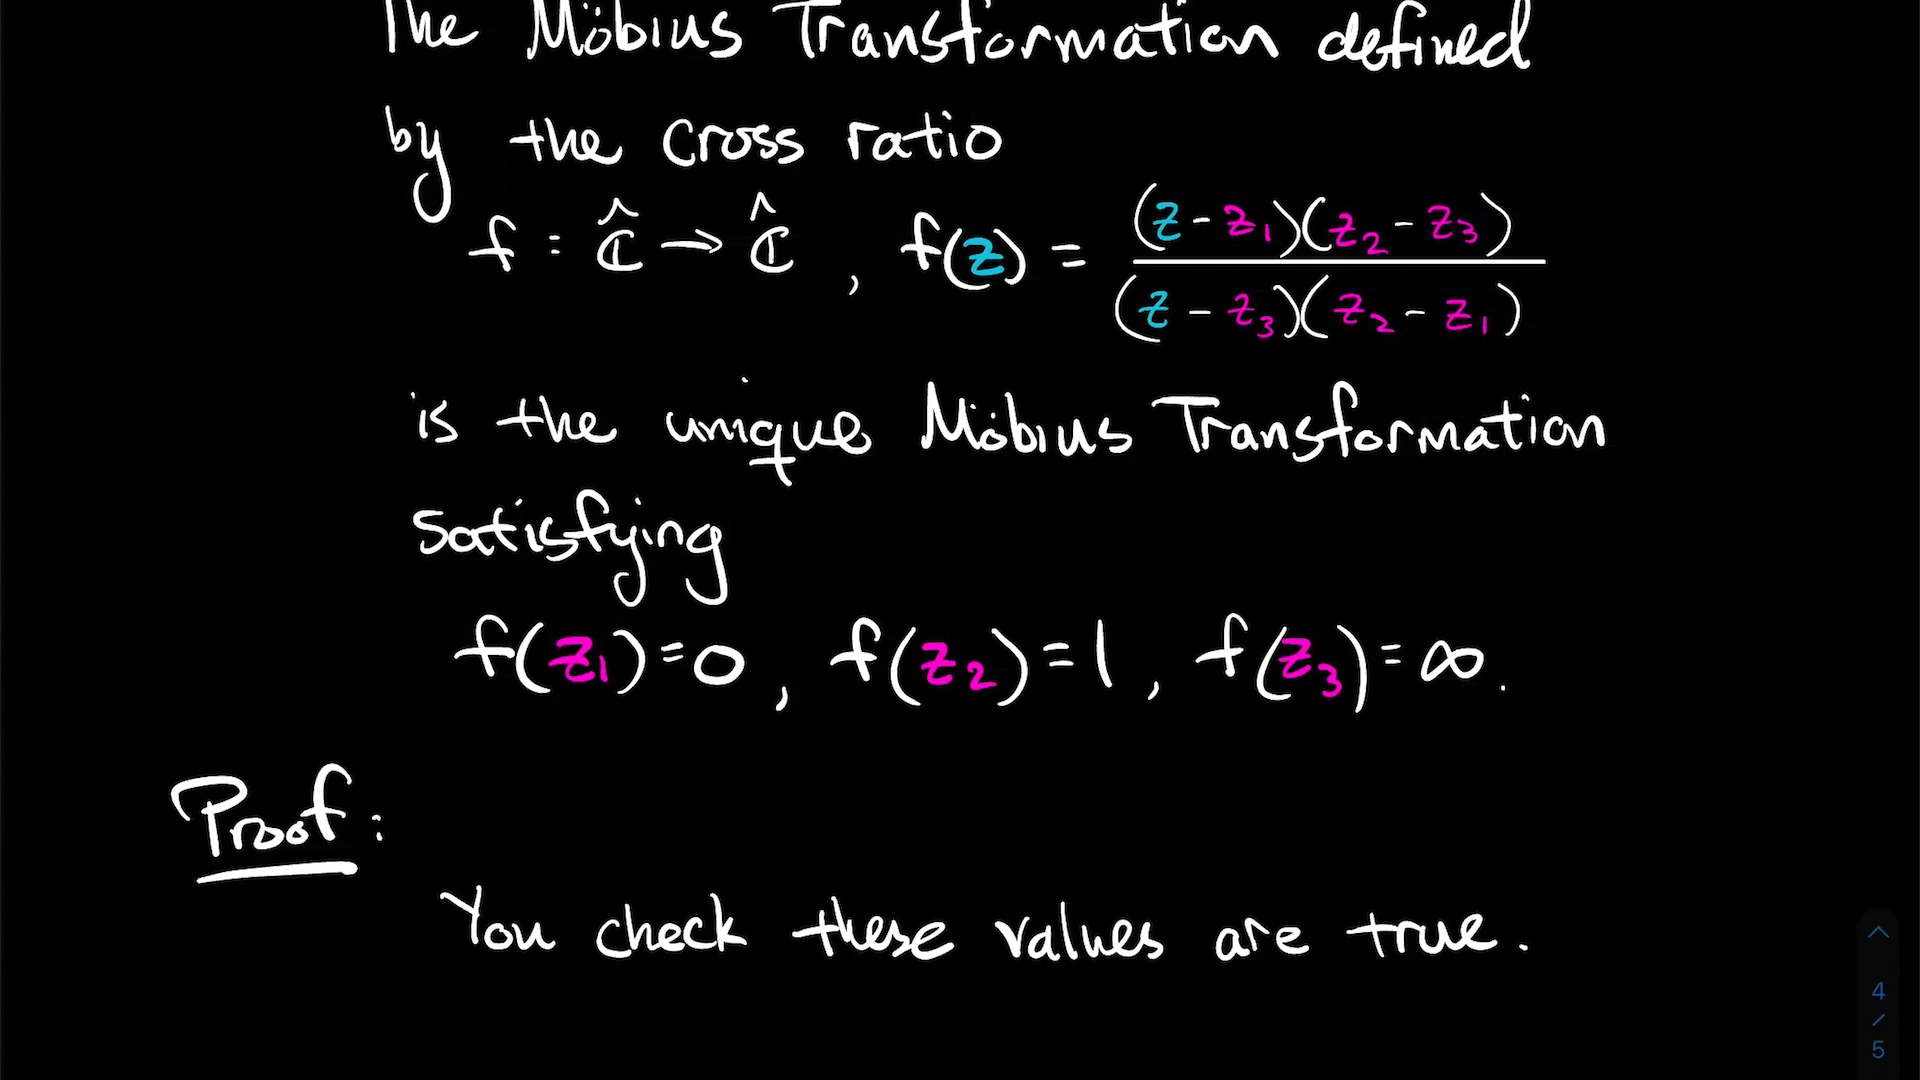 The Möbius Transformation defined
by the cross ratio
f : Ĉ → Ĉ , f(z) = (z - z₁)(z₂ - z₃) / (z - z₃)(z₂ - z₁)
is the unique Möbius Transformation
satisfying
f(z₁)=0, f(z₂)=1, f(z₃)=∞.
Proof:
You check these values are true.
4
/
5